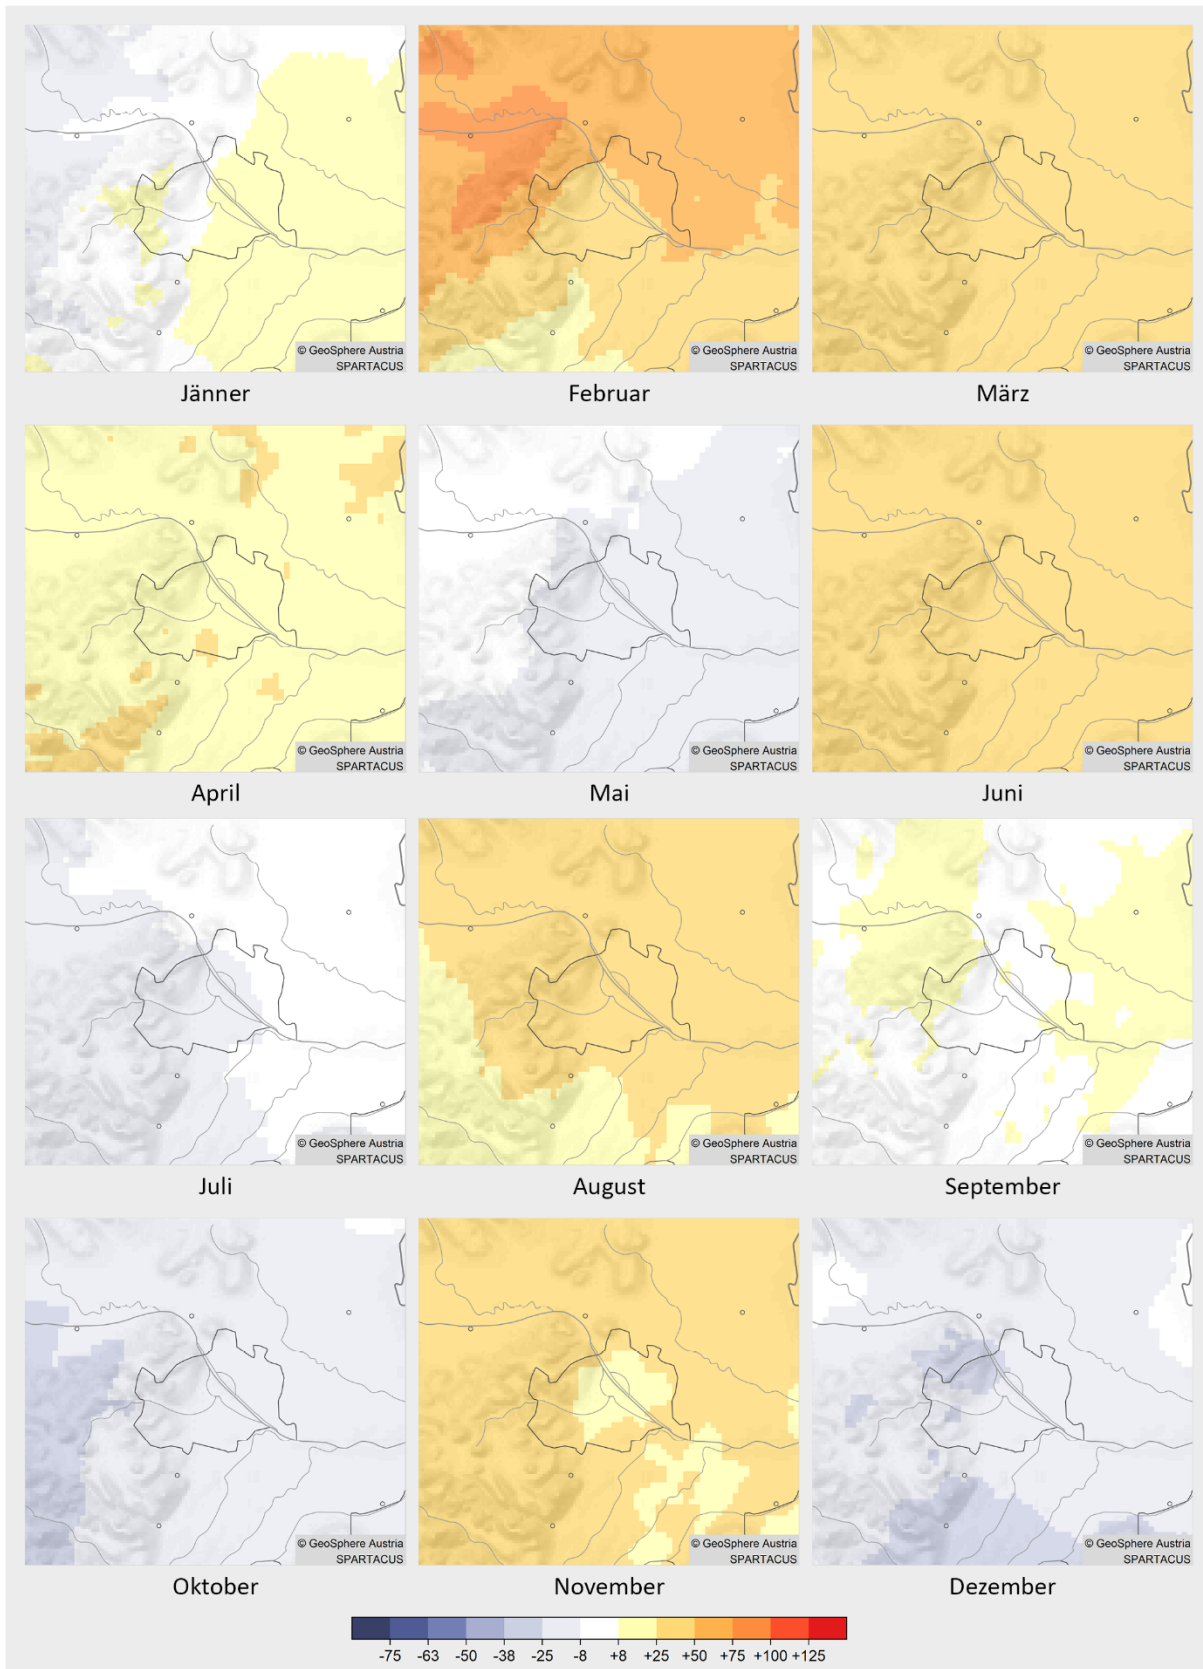 © GeoSphere Austria
SPARTACUS
© GeoSphere Austria
SPARTACUS
© GeoSphere Austria
SPARTACUS
Jänner
Februar
März
© GeoSphere Austria
SPARTACUS
© GeoSphere Austria
SPARTACUS
© GeoSphere Austria
SPARTACUS
April
Mai
Juni
© GeoSphere Austria
SPARTACUS
© GeoSphere Austria
SPARTACUS
© GeoSphere Austria
SPARTACUS
Juli
August
September
© GeoSphere Austria
SPARTACUS
© GeoSphere Austria
SPARTACUS
© GeoSphere Austria
SPARTACUS
Oktober
November
Dezember
-75 -63 -50 -38 -25 -8 +8 +25 +50 +75 +100 +125